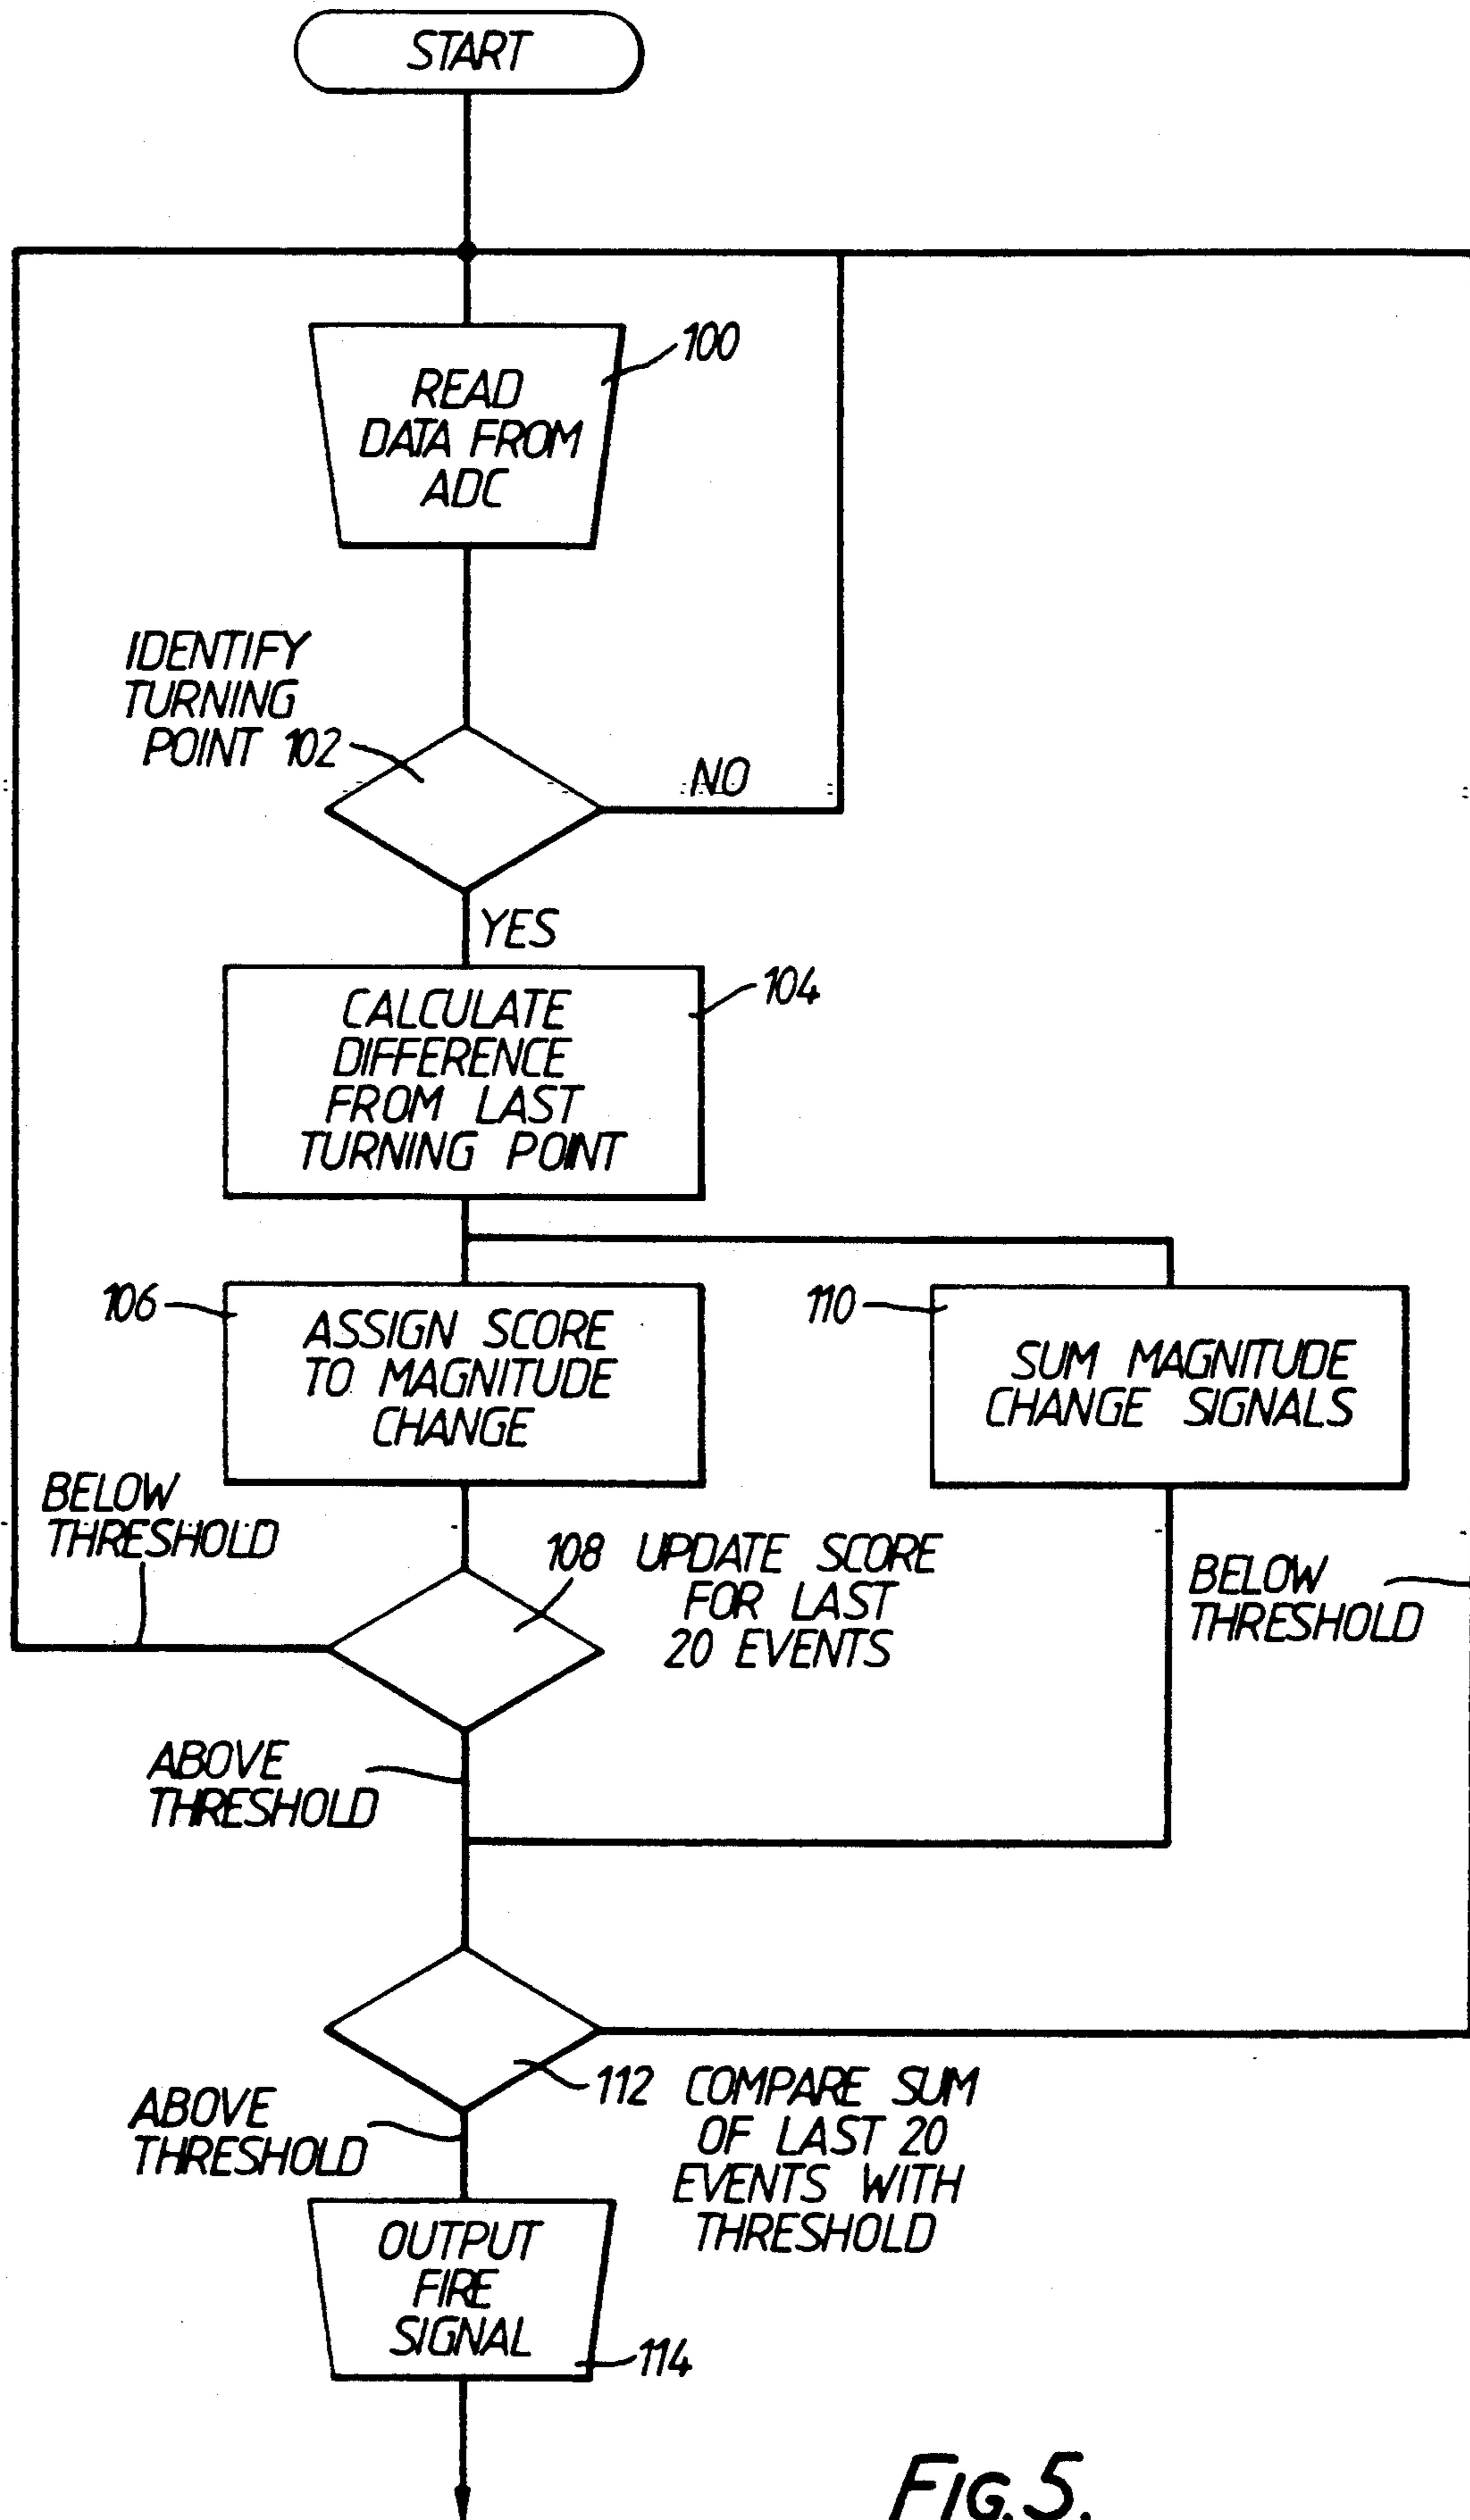 START
100
READ
DATA FROM
ADC
IDENTIFY
TURNING
POINT 102
NO
YES
104
CALCULATE
DIFFERENCE
FROM LAST
TURNING POINT
106
ASSIGN SCORE
TO MAGNITUDE
CHANGE
110
SUM MAGNITUDE
CHANGE SIGNALS
BELOW
THRESHOLD
108 UPDATE SCORE
FOR LAST
20 EVENTS
BELOW
THRESHOLD
ABOVE
THRESHOLD
112 COMPARE SUM
OF LAST 20
EVENTS WITH
THRESHOLD
ABOVE
THRESHOLD
OUTPUT
FIRE
SIGNAL
114
FIG. 5.